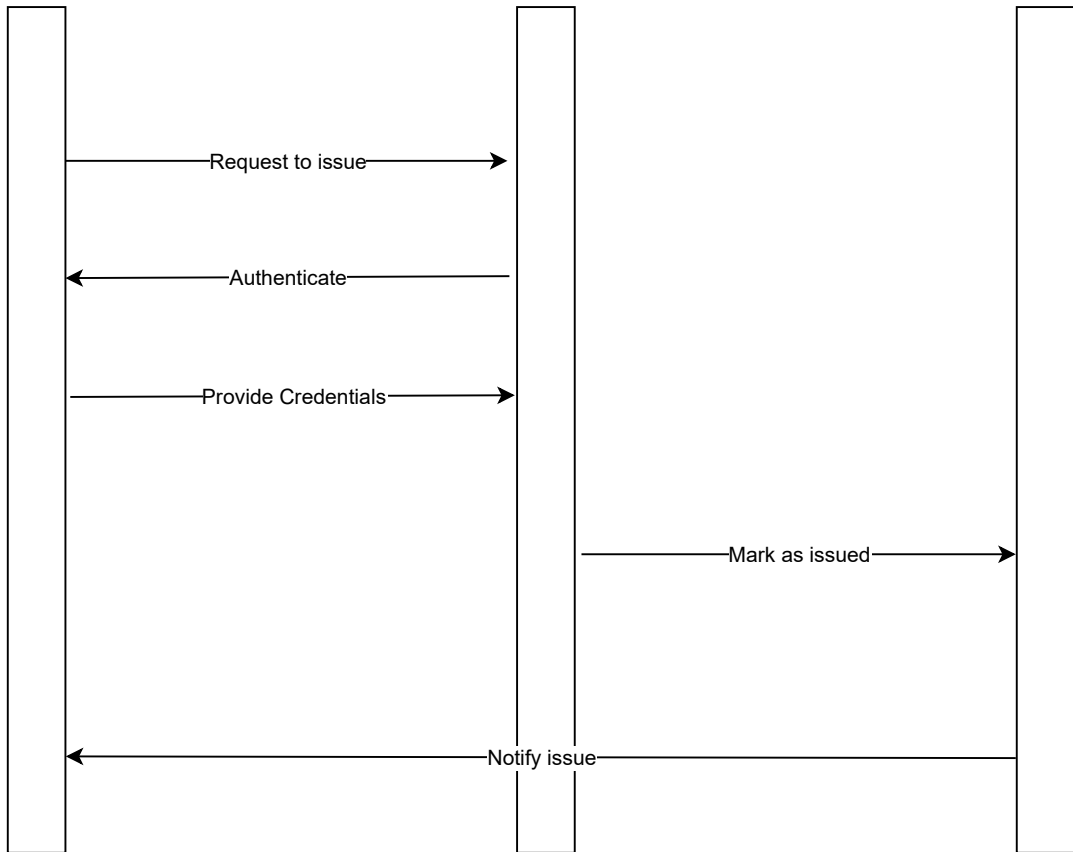 Request to issue
Authenticate
Provide Credentials
Mark as issued
Notify issue